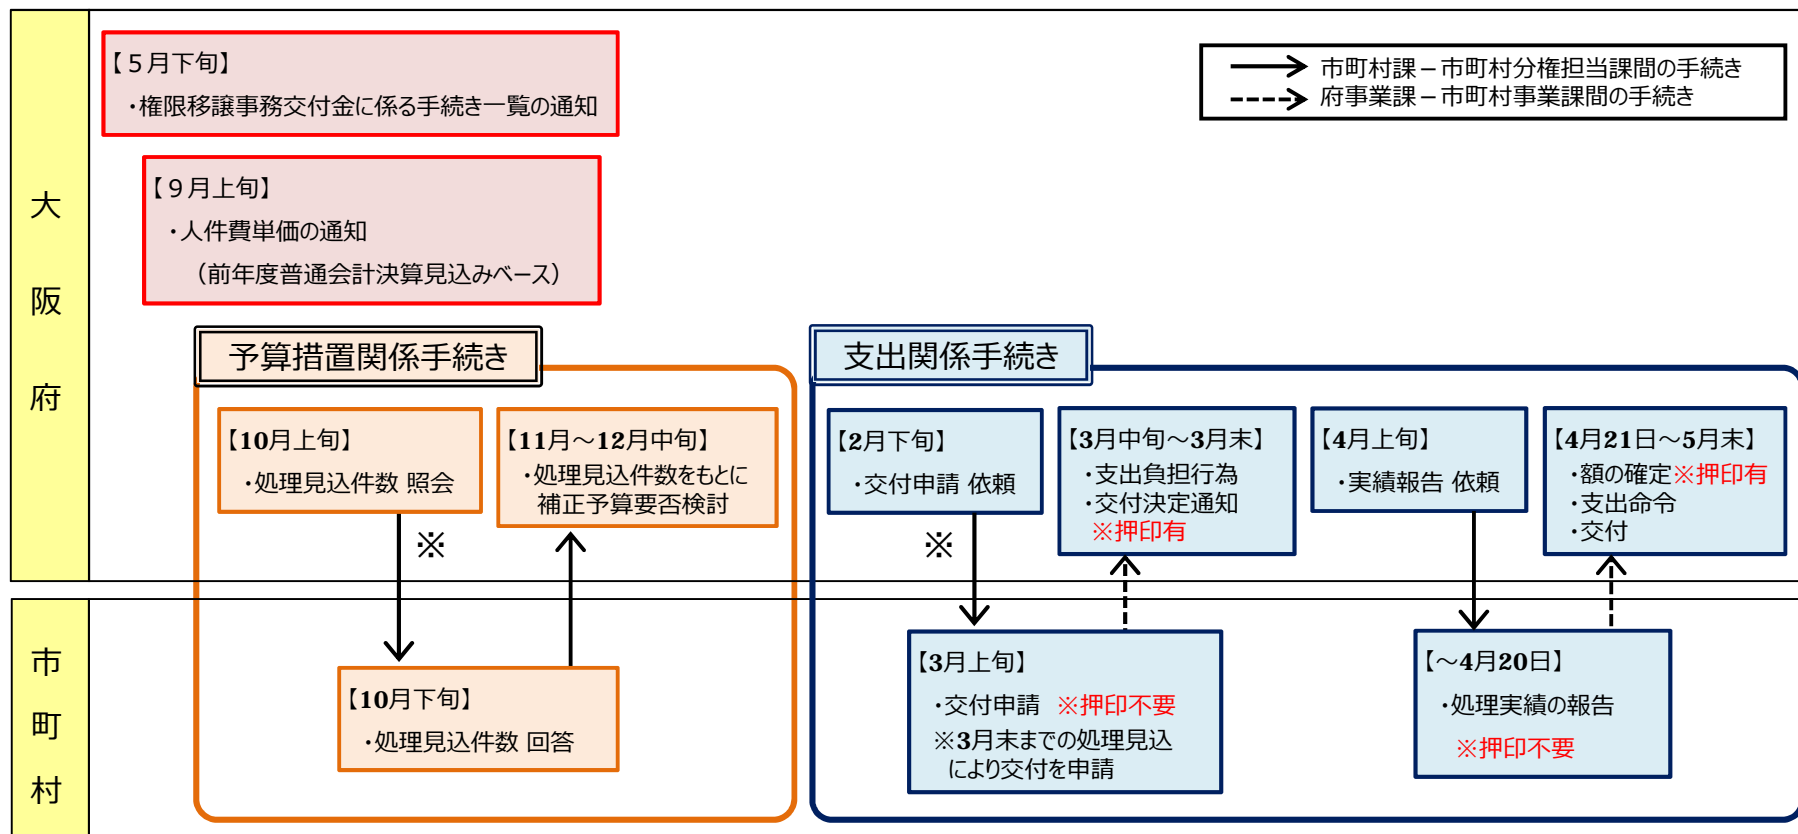 大阪府
【5月下旬】
・権限移譲事務交付金に係る手続き一覧の通知
市町村課－市町村分権担当課間の手続き
府事業課－市町村事業課間の手続き
【9月上旬】
・人件費単価の通知
（前年度普通会計決算見込みベース）
予算措置関係手続き
【10月上旬】
・処理見込件数 照会
※
【11月～12月中旬】
・処理見込件数をもとに
補正予算要否検討
支出関係手続き
【2月下旬】
・交付申請 依頼
※
【3月中旬～3月末】
・支出負担行為
・交付決定通知
※押印有
【4月上旬】
・実績報告 依頼
【4月21日～5月末】
・額の確定※押印有
・支出命令
・交付
市町村
【10月下旬】
・処理見込件数 回答
【3月上旬】
・交付申請 ※押印不要
※3月末までの処理見込
により交付を申請
【～4月20日】
・処理実績の報告
※押印不要